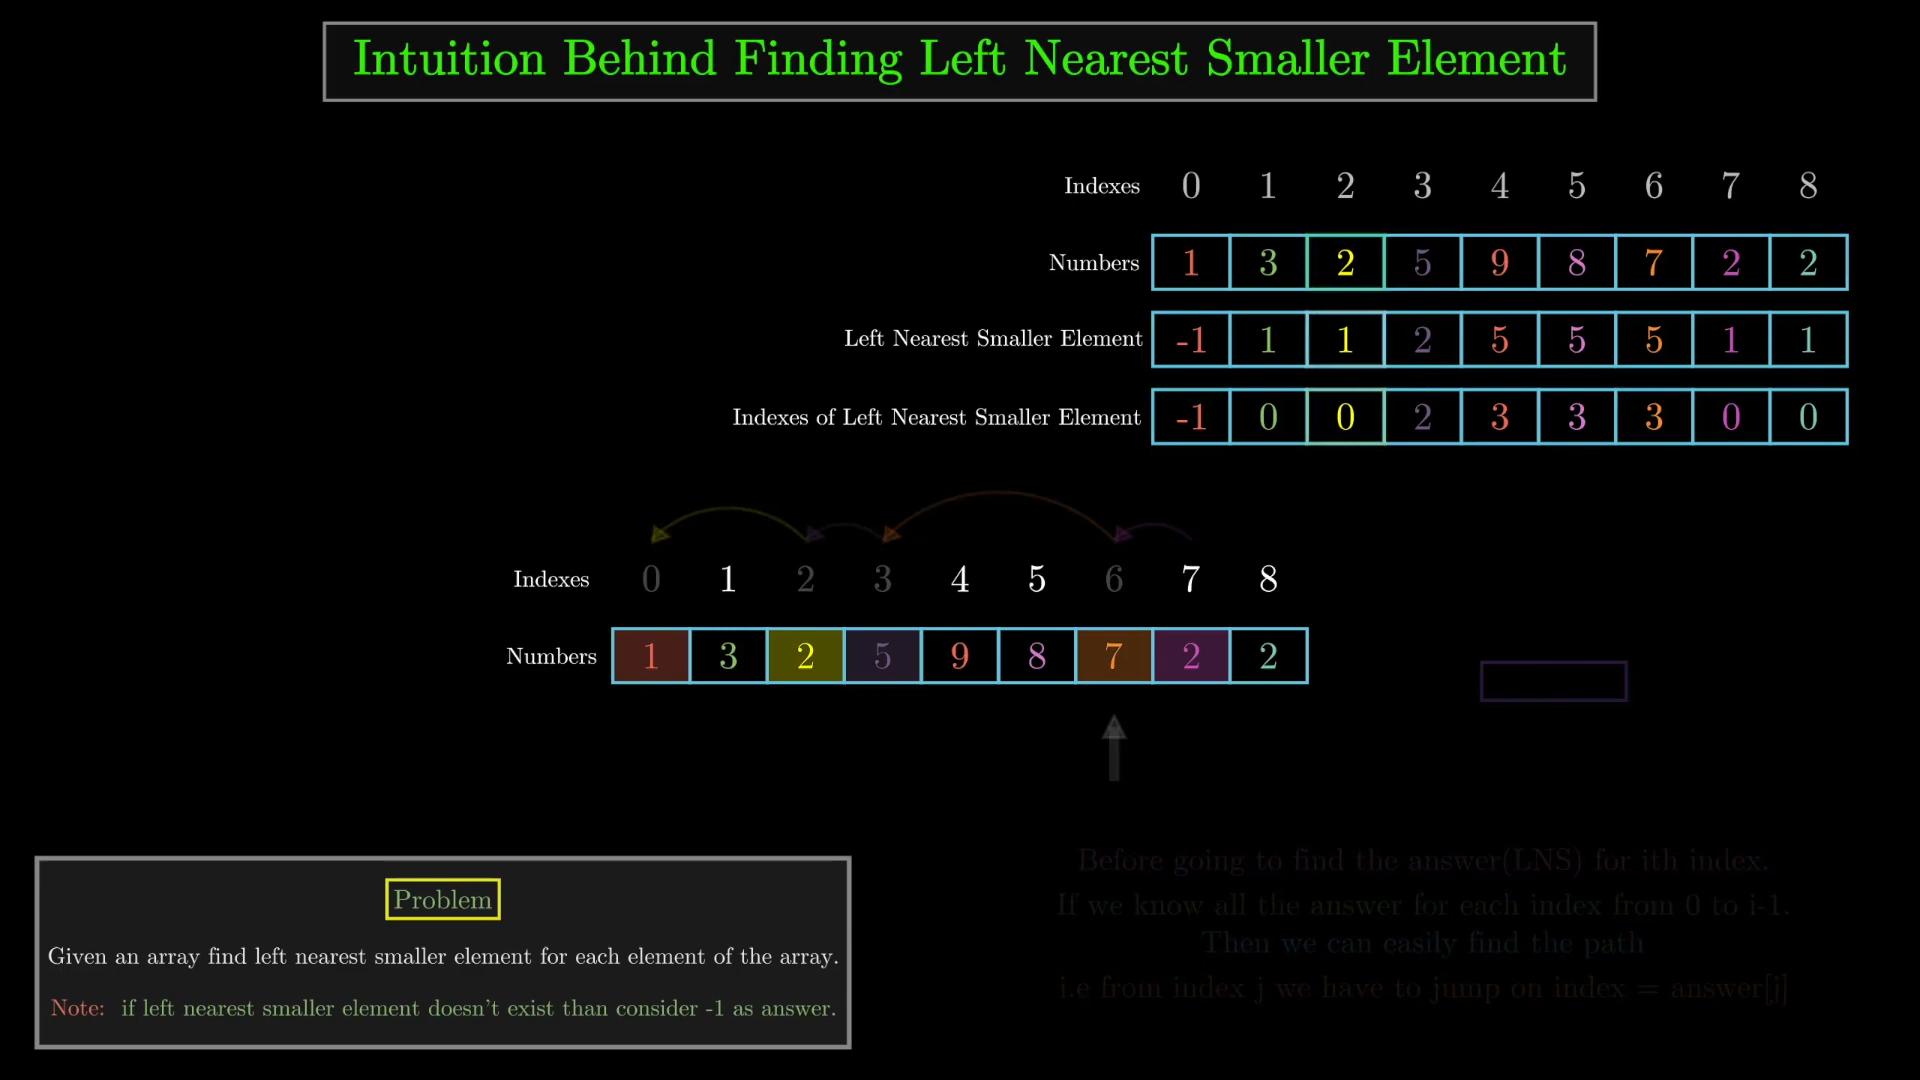 Intuition Behind Finding Left Nearest Smaller Element
Indexes 0 1 2 3 4 5 6 7 8
Numbers 1 3 2 5 9 8 7 2 2
Left Nearest Smaller Element -1 1 1 2 5 5 5 1 1
Indexes of Left Nearest Smaller Element -1 0 0 2 3 3 3 0 0
Indexes 0 1 2 3 4 5 6 7 8
Numbers 1 3 2 5 9 8 7 2 2
Problem
Given an array find left nearest smaller element for each element of the array.
Note: if left nearest smaller element doesn't exist than consider -1 as answer.
Before going to find the answer(LNS) for ith index.
If we know all the answer for each index from 0 to i-1.
Then we can easily find the path
i.e from index j we have to jump on index = answer[j]